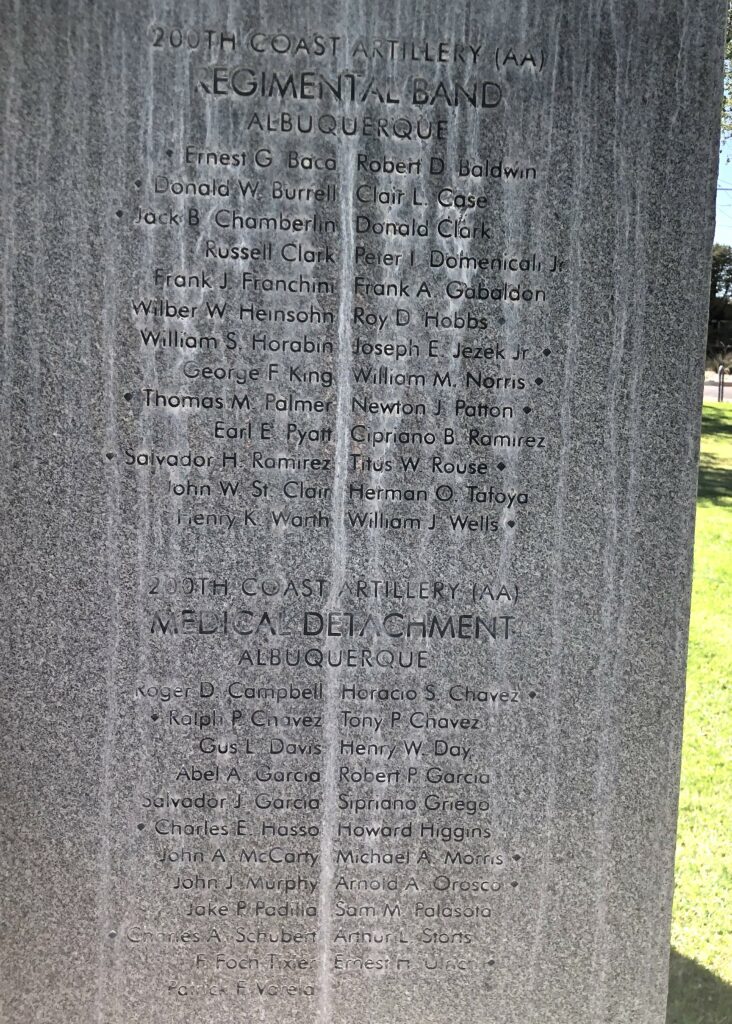 200TH COAST ARTILLERY (AA)
REGIMENTAL BAND
ALBUQUERQUE
• Ernest G. Baca Robert D. Baldwin
• Donald W. Burrell Clair L. Case
• Jack B. Chamberlin Donald Clark
Russell Clark Peter I. Domenicali Jr.
Frank J. Franchini Frank A. Gabaldon
Wilber W. Heinsohn Roy D. Hobbs •
William S. Horabin Joseph E. Jezek Jr. •
George F. King William M. Norris •
• Thomas M. Palmer Newton J. Patton •
Earl E. Pyatt Cipriano B. Ramirez
• Salvador H. Ramirez Titus W. Rouse •
John W. St. Clair Herman O. Tafoya
Henry K. Warth William J. Wells •
200TH COAST ARTILLERY (AA)
MEDICAL DETACHMENT
ALBUQUERQUE
Roger D. Campbell Horacio S. Chavez •
• Ralph P. Chavez Tony P. Chavez
Gus L. Davis Henry W. Day
Abel A. Garcia Robert P. Garcia
Salvador J. Garcia Sipriano Griego
• Charles E. Hasso Howard Higgins
John A. McCarty Michael A. Morris •
John J. Murphy Arnold A. Orosco •
Jake P. Padilla Sam M. Palasota
• Charles A. Schubert Arthur L. Storts
F. Foch Tixier Ernest H. Ulrich •
Patrick F. Varela